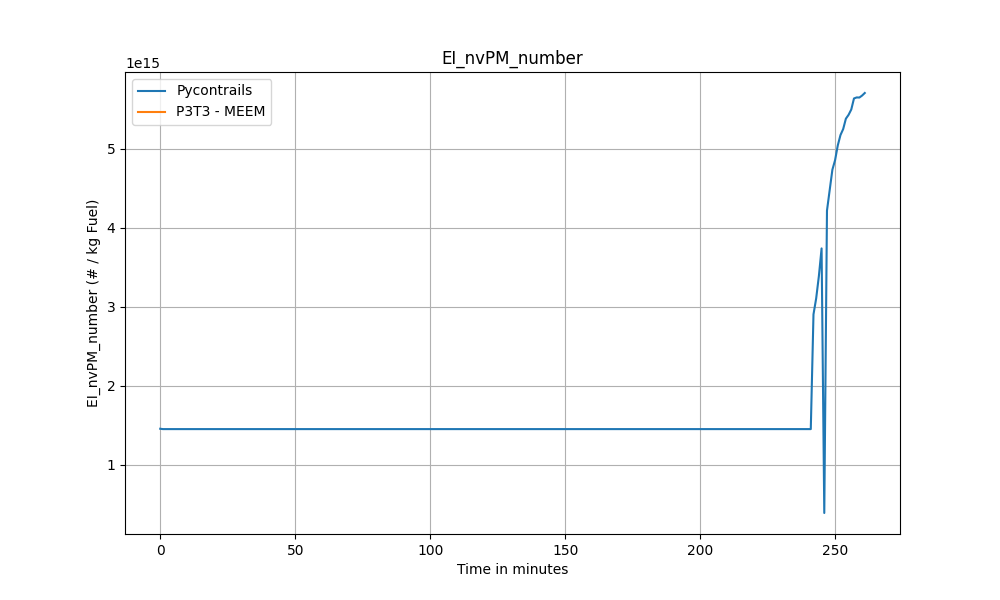 EI_nvPM_number
1e15
Pycontrails
P3T3 - MEEM
5
4
3
2
1
EI_nvPM_number (# / kg Fuel)
0
50
100
150
200
250
Time in minutes